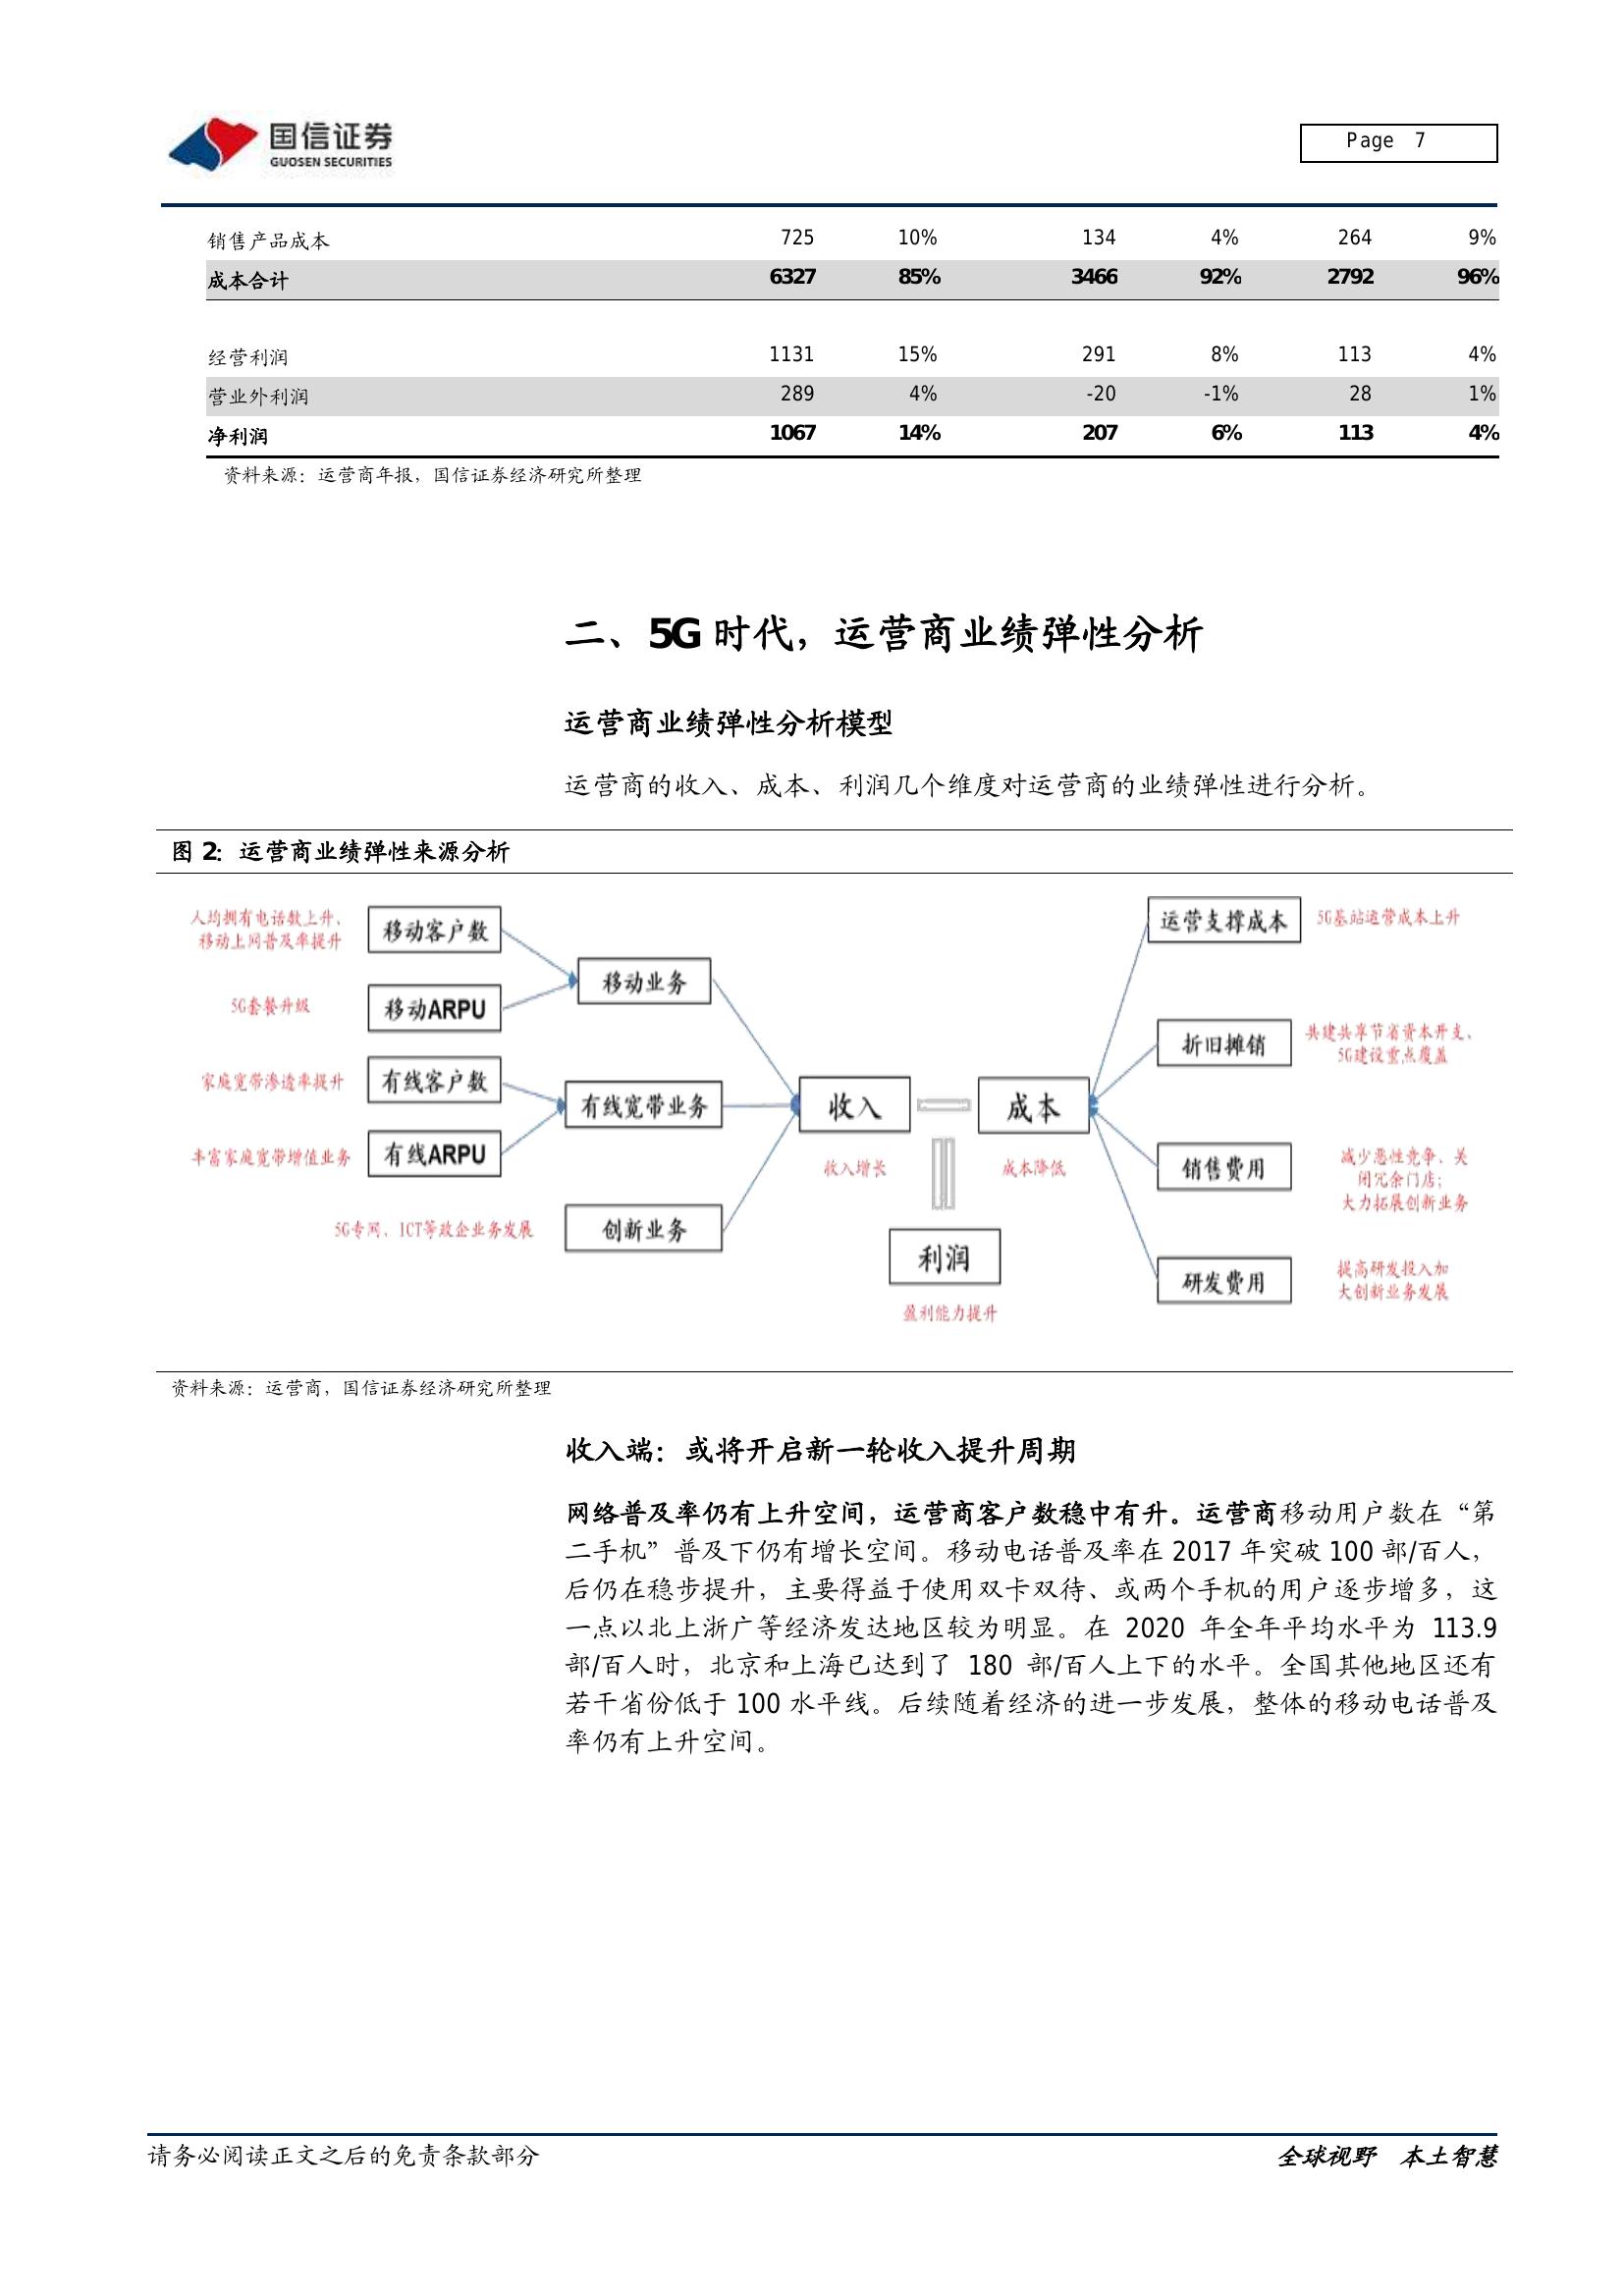 国信证券
GUOSEN SECURITIES
Page 7
销售产品成本 725 10% 134 4% 264 9%
成本合计 6327 85% 3466 92% 2792 96%
经营利润 1131 15% 291 8% 113 4%
营业外利润 289 4% -20 -1% 28 1%
净利润 1067 14% 207 6% 113 4%
资料来源：运营商年报，国信证券经济研究所整理
二、5G 时代，运营商业绩弹性分析
运营商业绩弹性分析模型
运营商的收入、成本、利润几个维度对运营商的业绩弹性进行分析。
图 2：运营商业绩弹性来源分析
人均拥有电话数上升、
移动上网普及率提升
移动客户数
5G套餐升级
移动ARPU
移动业务
家庭宽带渗透率提升
有线客户数
丰富家庭宽带增值业务
有线ARPU
有线宽带业务
5G专网、ICT等政企业务发展
创新业务
收入
收入增长
成本
成本降低
利润
盈利能力提升
运营支撑成本
5G基站运营成本上升
折旧摊销
共建共享节省资本开支、
5G建设重点覆盖
销售费用
减少恶性竞争、关
闭冗余门店；
大力拓展创新业务
研发费用
提高研发投入加
大创新业务发展
资料来源：运营商，国信证券经济研究所整理
收入端：或将开启新一轮收入提升周期
网络普及率仍有上升空间，运营商客户数稳中有升。运营商移动用户数在“第
二手机”普及下仍有增长空间。移动电话普及率在 2017 年突破 100 部/百人，
后仍在稳步提升，主要得益于使用双卡双待、或两个手机的用户逐步增多，这
一点以北上浙广等经济发达地区较为明显。在 2020 年全年平均水平为 113.9
部/百人时，北京和上海已达到了 180 部/百人上下的水平。全国其他地区还有
若干省份低于 100 水平线。后续随着经济的进一步发展，整体的移动电话普及
率仍有上升空间。
请务必阅读正文之后的免责条款部分
全球视野 本土智慧